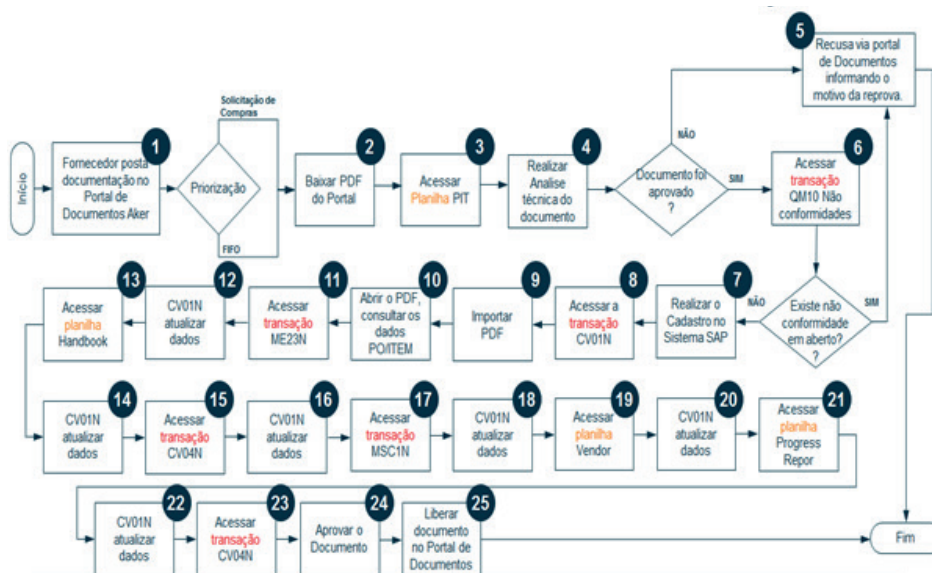 5
Recusa via portal
de Documentos
informando o
motivo da reprova.
Solicitação de
Compras
Início
1
Fornecedor posta
documentação no
Portal de
Documentos Aker
Priorização
FIFO
2
Baixar PDF
do Portal
3
Acessar
Planilha PIT
4
Realizar
Analise
técnica do
documento
NÃO
Documento foi
aprovado
?
SIM
6
Acessar
transação
QM10 Não
conformidades
Existe não
conformidade
em aberto?
?
SIM
NÃO
7
Realizar o
Cadastro no
Sistema SAP
8
Acessar a
transação
CV01N
9
Importar
PDF
10
Abrir o PDF,
consultar os
dados
PO/ITEM
11
Acessar
transação
ME23N
12
CV01N
atualizar
dados
13
Acessar
planilha
Handbook
14
CV01N
atualizar
dados
15
Acessar
transação
CV04N
16
CV01N
atualizar
dados
17
Acessar
transação
MSC1N
18
CV01N
atualizar
dados
19
Acessar
planilha
Vendor
20
CV01N
atualizar
dados
21
Acessar
planilha
Progress
Repor
22
CV01N
atualizar
dados
23
Acessar
transação
CV04N
24
Aprovar o
Documento
25
Liberar
documento
no Portal de
Documentos
Fim